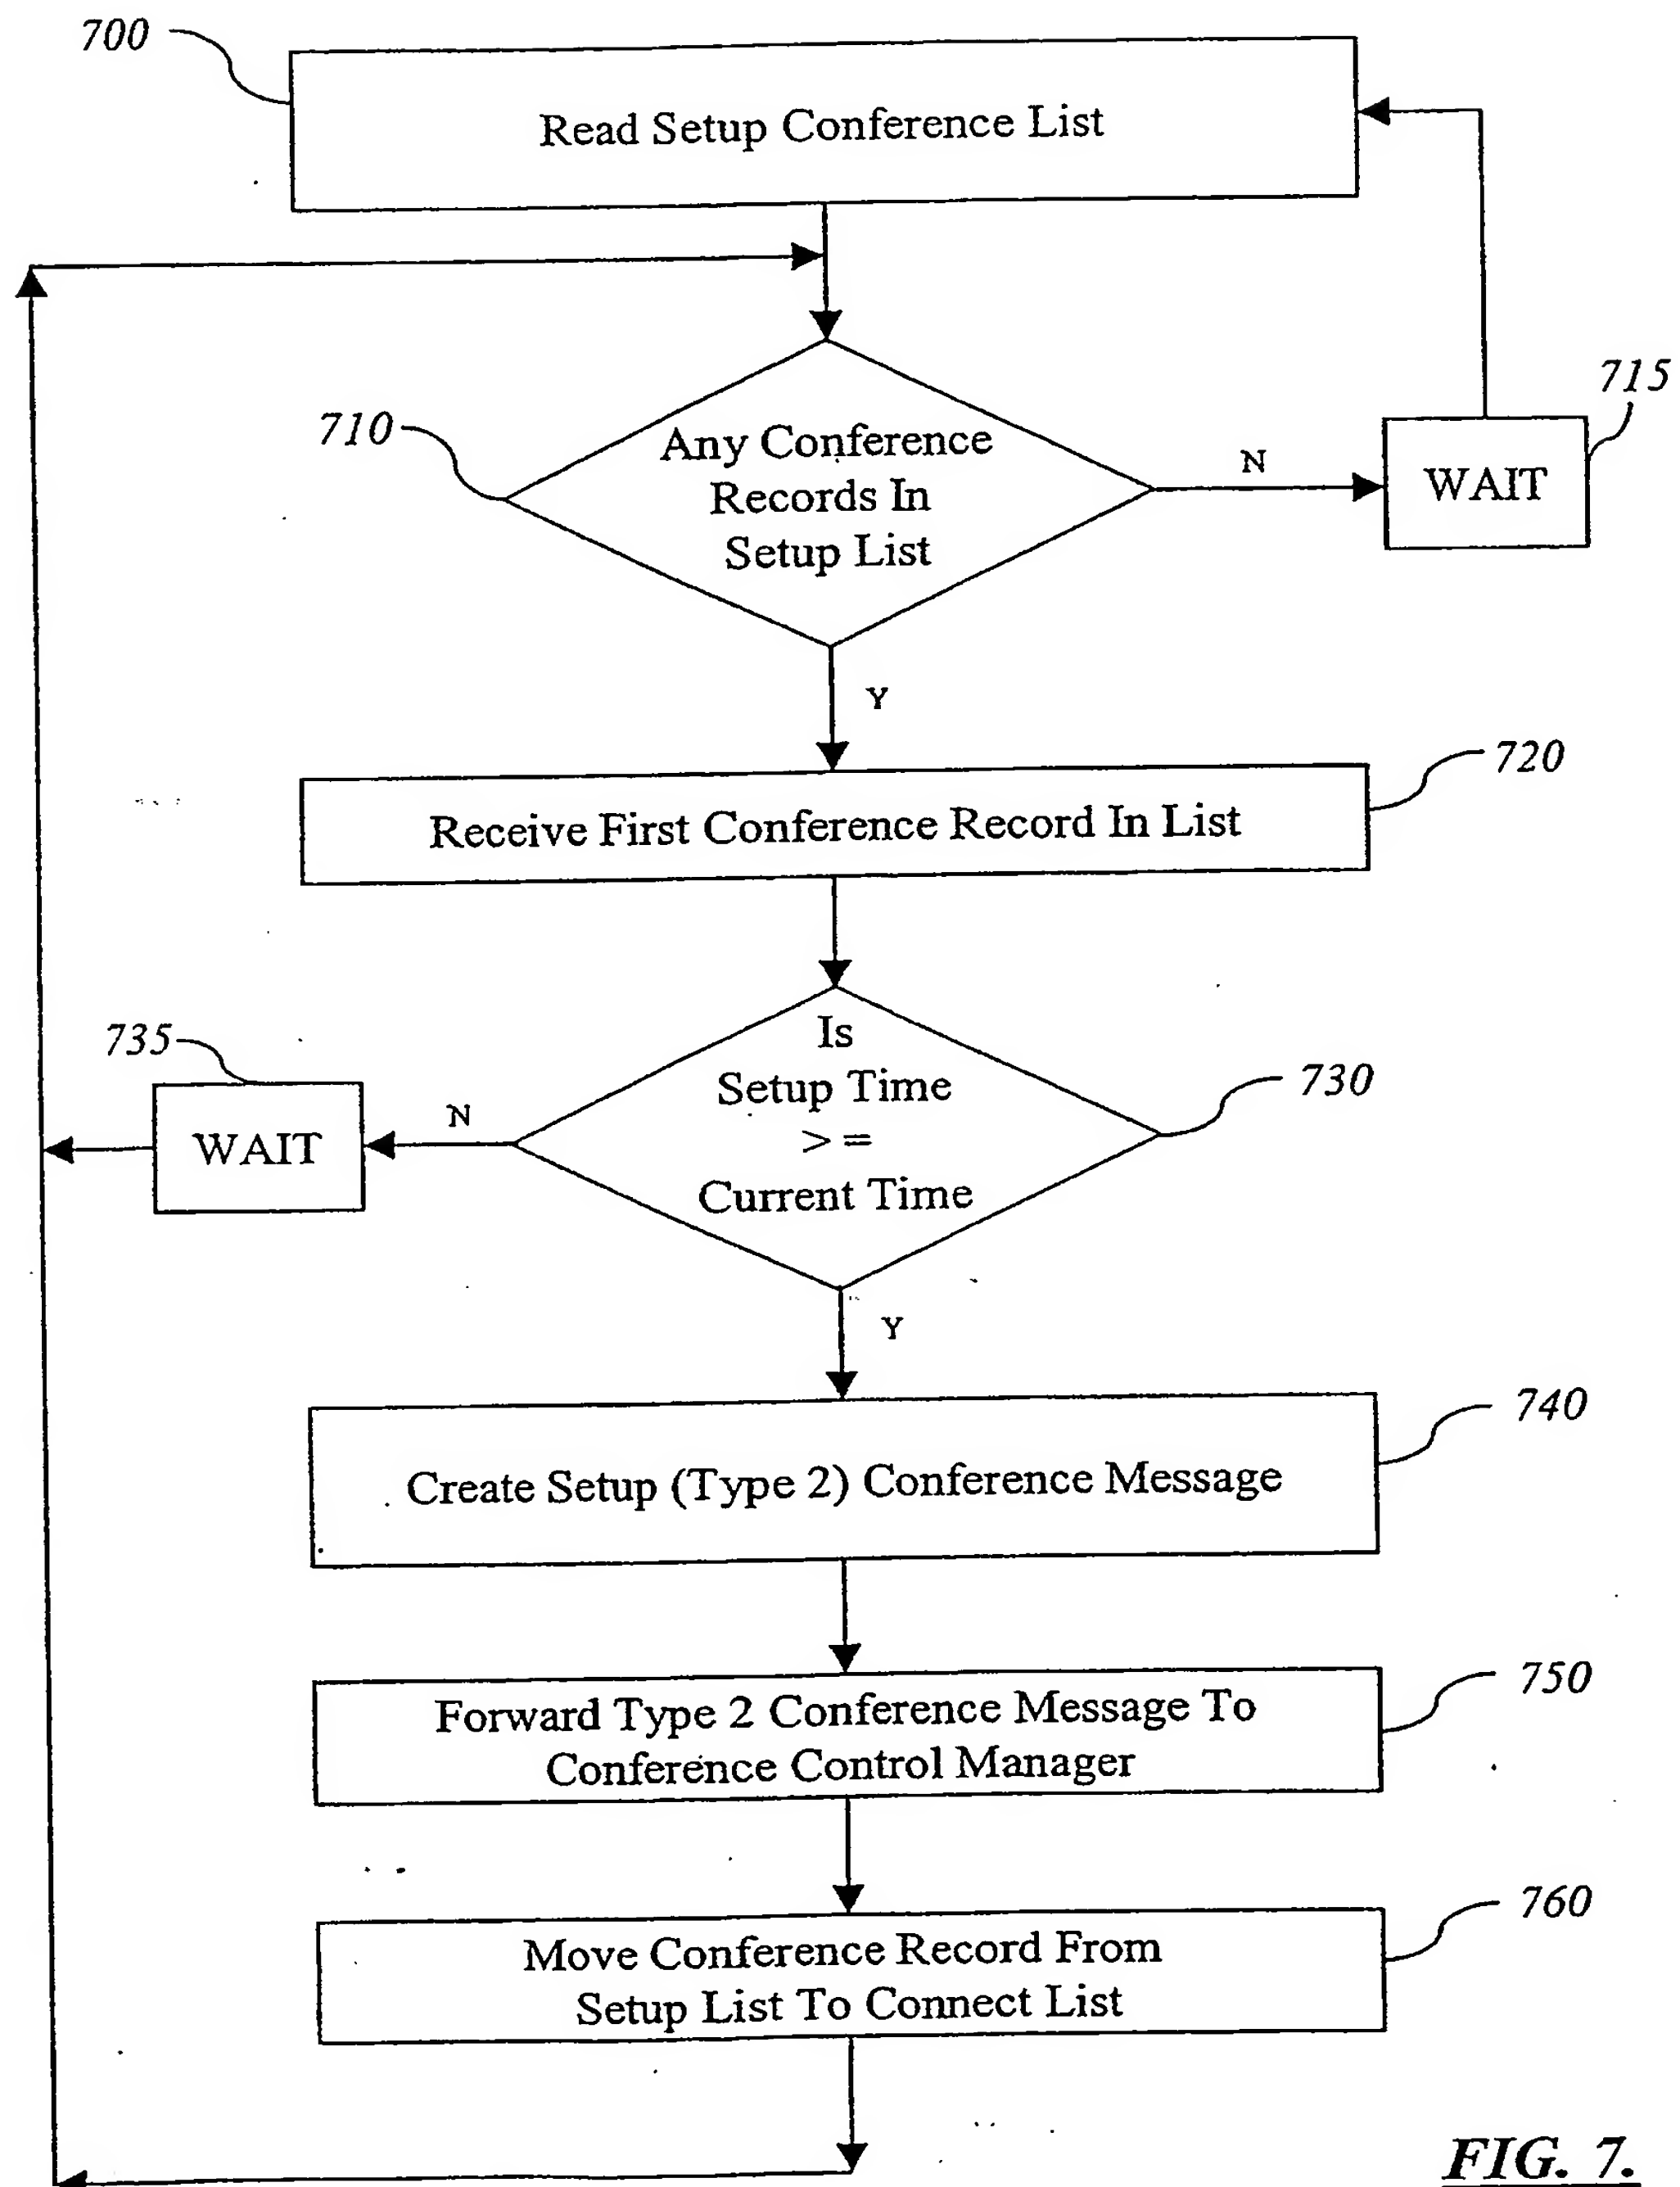 700
Read Setup Conference List
710
Any Conference
Records In
Setup List
N
715
WAIT
Y
720
Receive First Conference Record In List
735
WAIT
N
Is
Setup Time
>=
Current Time
730
Y
740
Create Setup (Type 2) Conference Message
750
Forward Type 2 Conference Message To
Conference Control Manager
760
Move Conference Record From
Setup List To Connect List
FIG. 7.